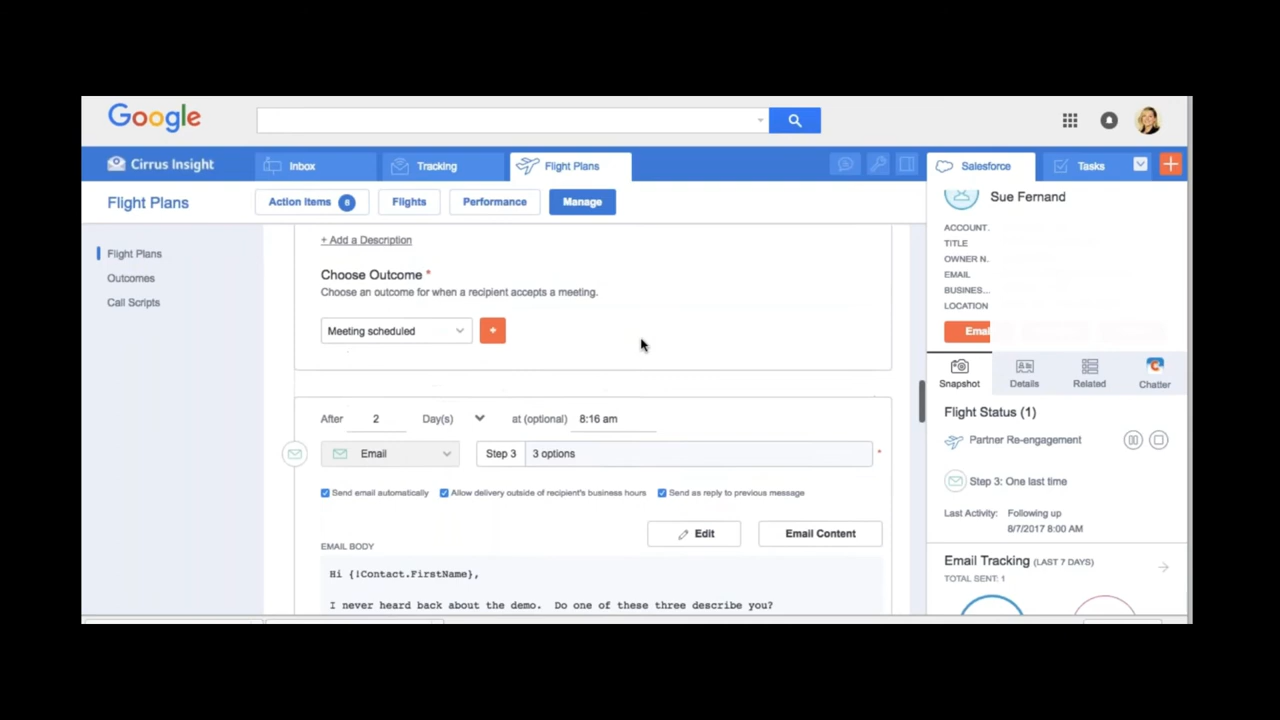 Google
Cirrus Insight
Inbox
Tracking
Flight Plans
Salesforce
Tasks
+
Flight Plans
Action Items 6
Flights
Performance
Manage
Flight Plans
Outcomes
Call Scripts
+ Add a Description
Choose Outcome *
Choose an outcome for when a recipient accepts a meeting.
Meeting scheduled
+
After 2 Day(s) at (optional) 8:16 am
Email
Step 3 3 options *
Send email automatically
Allow delivery outside of recipient's business hours
Send as reply to previous message
Edit
Email Content
EMAIL BODY
Hi {!Contact.FirstName},
I never heard back about the demo. Do one of these three describe you?
Sue Fernand
ACCOUNT.
TITLE
OWNER N.
EMAIL
BUSINES...
LOCATION
Emai
Snapshot
Details
Related
Chatter
Flight Status (1)
Partner Re-engagement
Step 3: One last time
Last Activity: Following up
8/7/2017 8:00 AM
Email Tracking (LAST 7 DAYS)
TOTAL SENT: 1